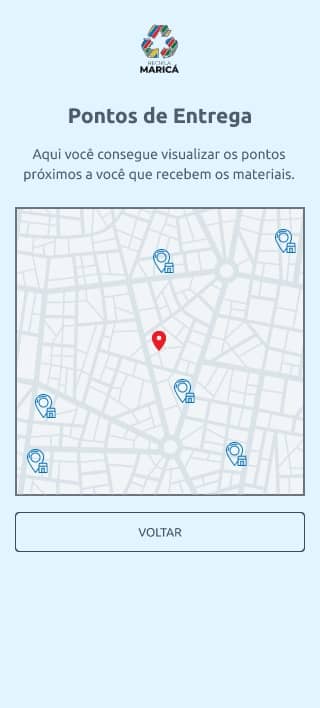 RECICLA
MARICÁ
Pontos de Entrega
Aqui você consegue visualizar os pontos
próximos a você que recebem os materiais.
VOLTAR